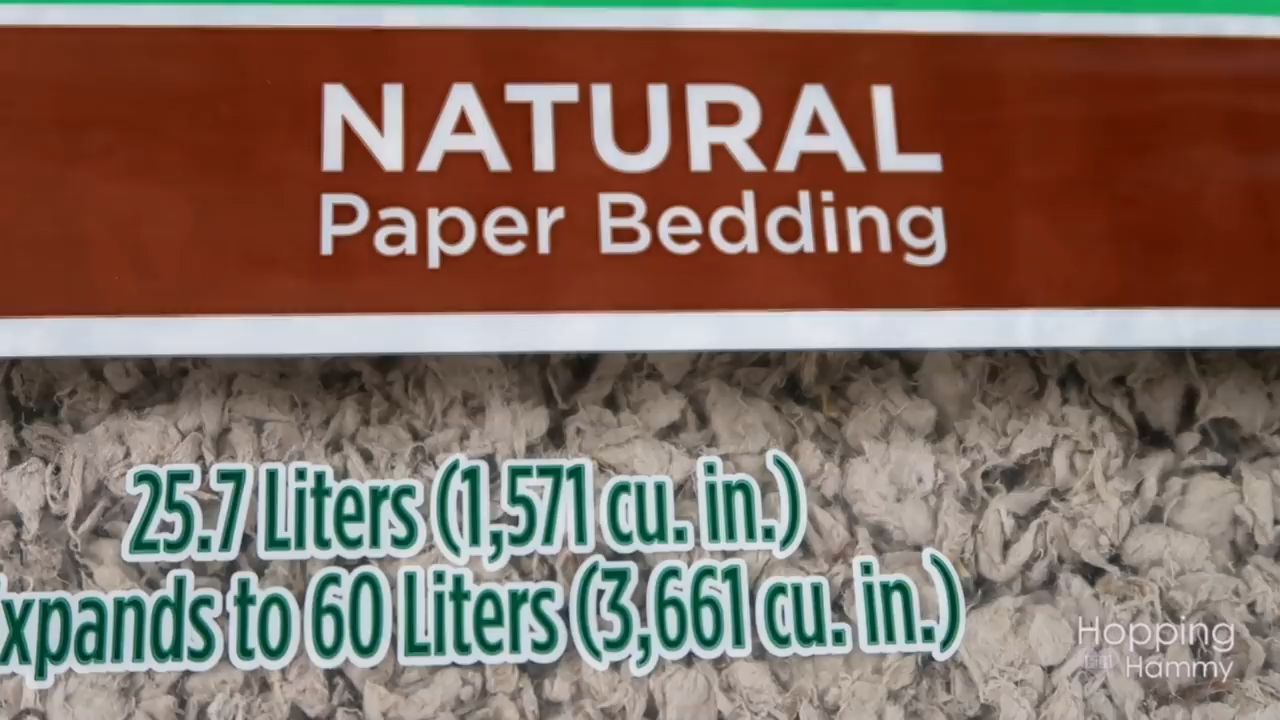 NATURAL
Paper Bedding
25.7 Liters (1,571 cu. in.)
xpands to 60 Liters (3,661 cu. in.)
Hopping
Hammy